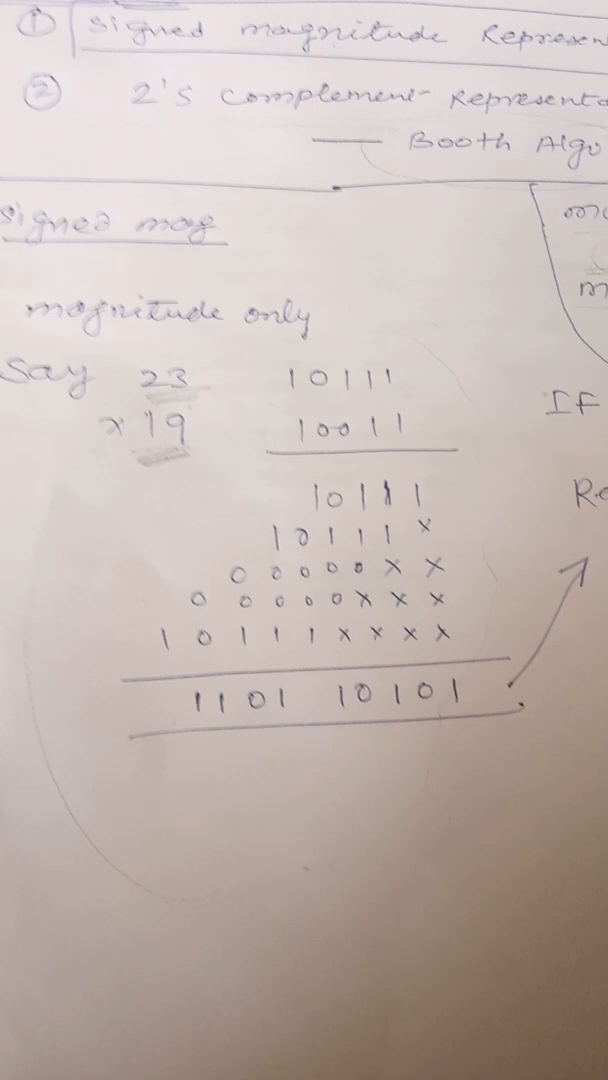 ① signed magnitude Represen
② 2's complement Representa
— Booth Algo
signed mag
magnitude only
say 23 10111
x 19 10011
10111
10111 x
00000 x x
00000 x x x
10111 x x x x
1101 10101
IF